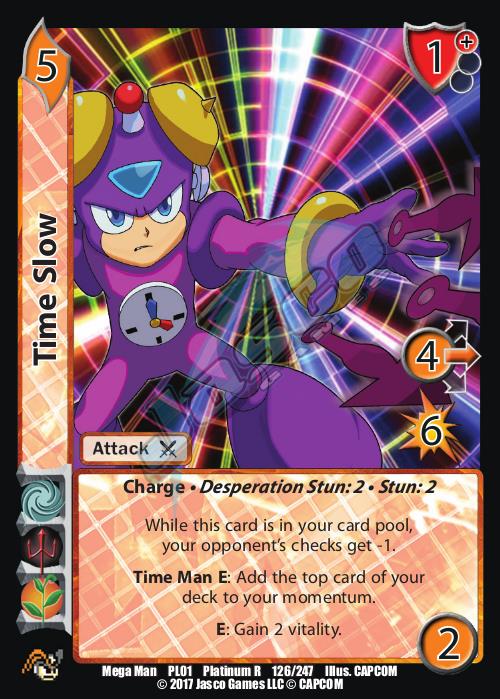 5
1
+
Time Slow
4
6
Attack
Charge • Desperation Stun: 2 • Stun: 2
While this card is in your card pool,
your opponent's checks get -1.
Time Man E: Add the top card of your
deck to your momentum.
E: Gain 2 vitality.
2
Mega Man PL01 Platinum R 126/247 Illus. CAPCOM
© 2017 Jasco Games LLC © CAPCOM